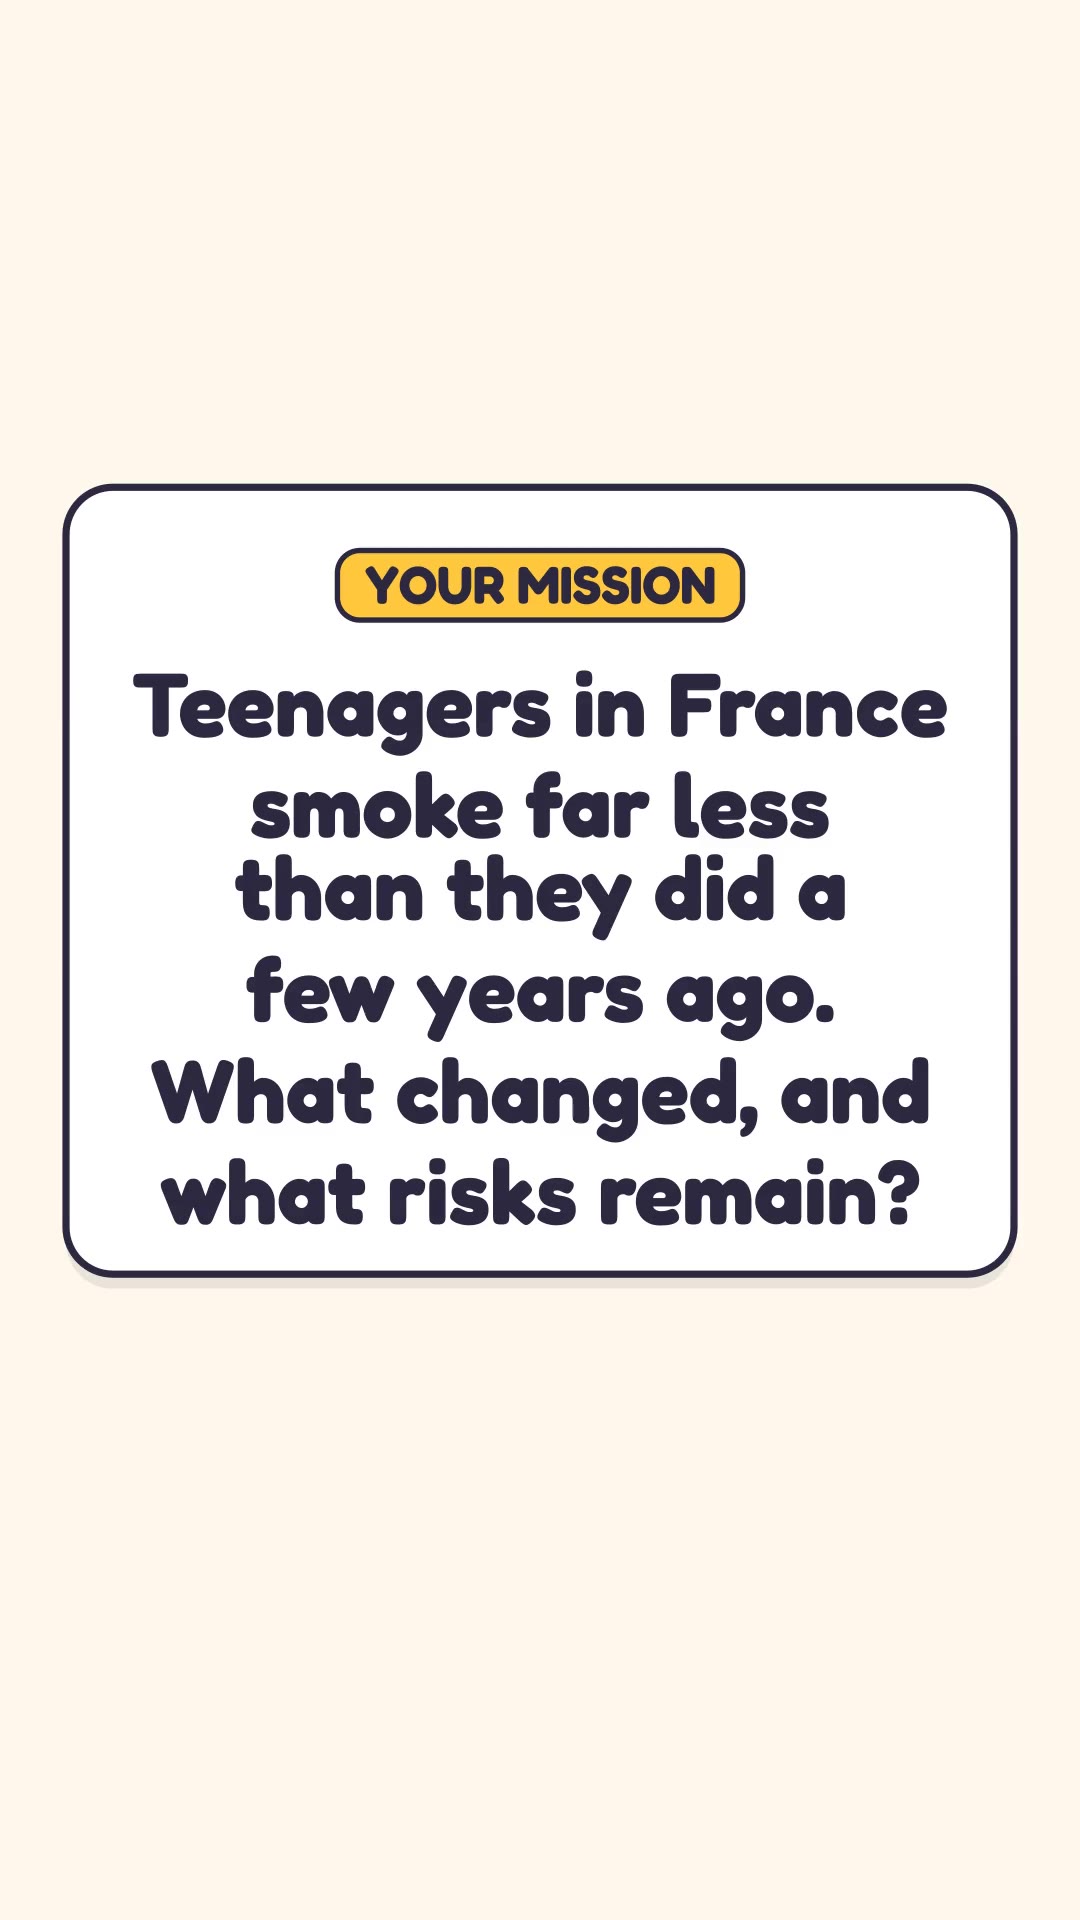 YOUR MISSION
Teenagers in France
smoke far less
than they did a
few years ago.
What changed, and
what risks remain?